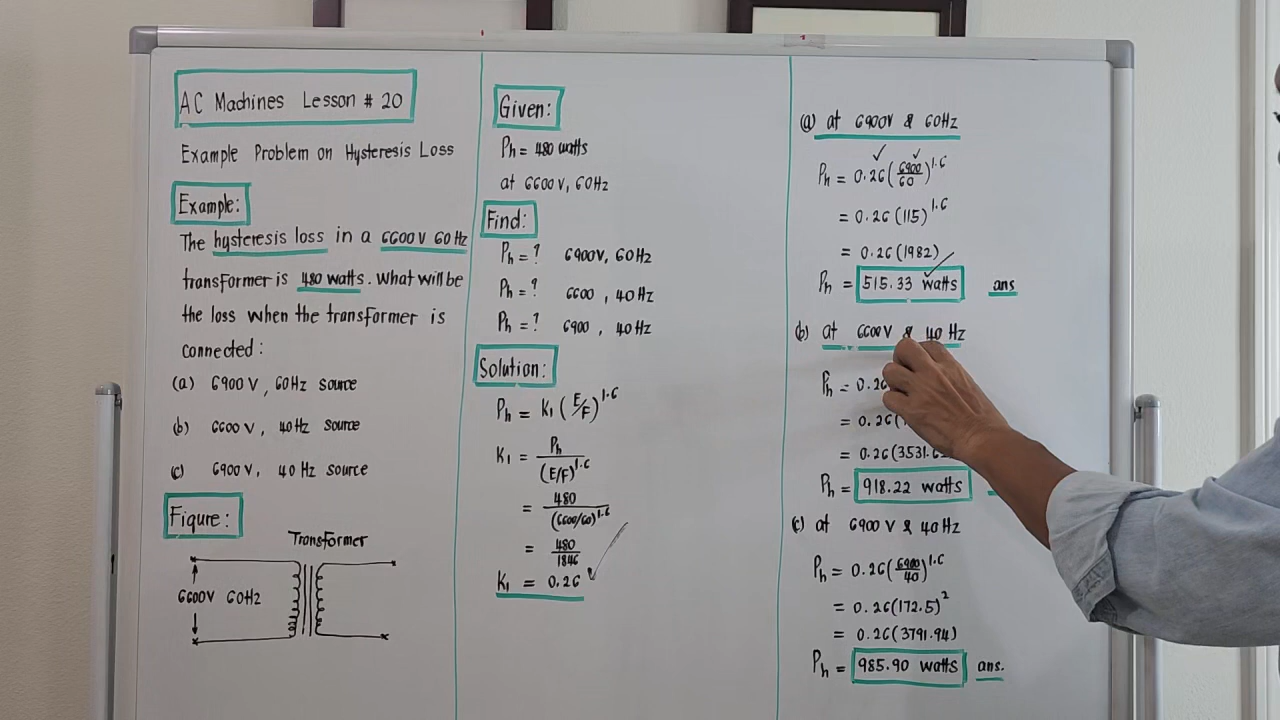 AC Machines Lesson # 20
Example Problem on Hysteresis Loss
Example:
The hysteresis loss in a 6600V 60Hz
transformer is 480 watts. What will be
the loss when the transformer is
connected:
(a) 6900V, 60Hz source
(b) 6600V, 40Hz source
(c) 6900V, 40Hz source
Figure:
Transformer
6600V 60Hz
Given:
Ph = 480 watts
at 6600V, 60Hz
Find:
Ph = ? 6900V, 60Hz
Ph = ? 6600, 40Hz
Ph = ? 6900, 40Hz
Solution:
Ph = K1 (E/F)^1.6
K1 = Ph / (E/F)^1.6
= 480 / (6600/60)^1.6
= 480 / 1846
K1 = 0.26
(a) at 6900V & 60Hz
Ph = 0.26 (6900/60)^1.6
= 0.26 (115)^1.6
= 0.26 (1982)
Ph = 515.33 watts ans
(b) at 6600V & 40Hz
Ph = 0.26
= 0.26(
= 0.26(3531.6
Ph = 918.22 watts
(c) at 6900V & 40Hz
Ph = 0.26(6900/40)^1.6
= 0.26(172.5)^2
= 0.26(3791.94)
Ph = 985.90 watts ans.